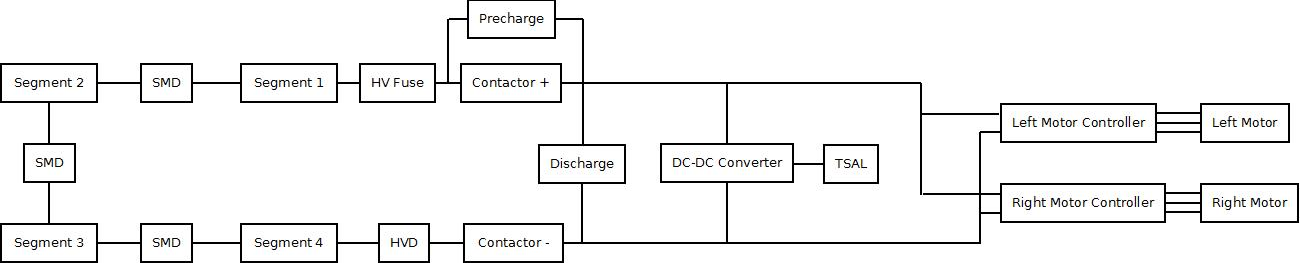 Precharge
Segment 2
SMD
Segment 1
HV Fuse
Contactor +
Left Motor Controller
Left Motor
SMD
Discharge
DC-DC Converter
TSAL
Right Motor Controller
Right Motor
Segment 3
SMD
Segment 4
HVD
Contactor -